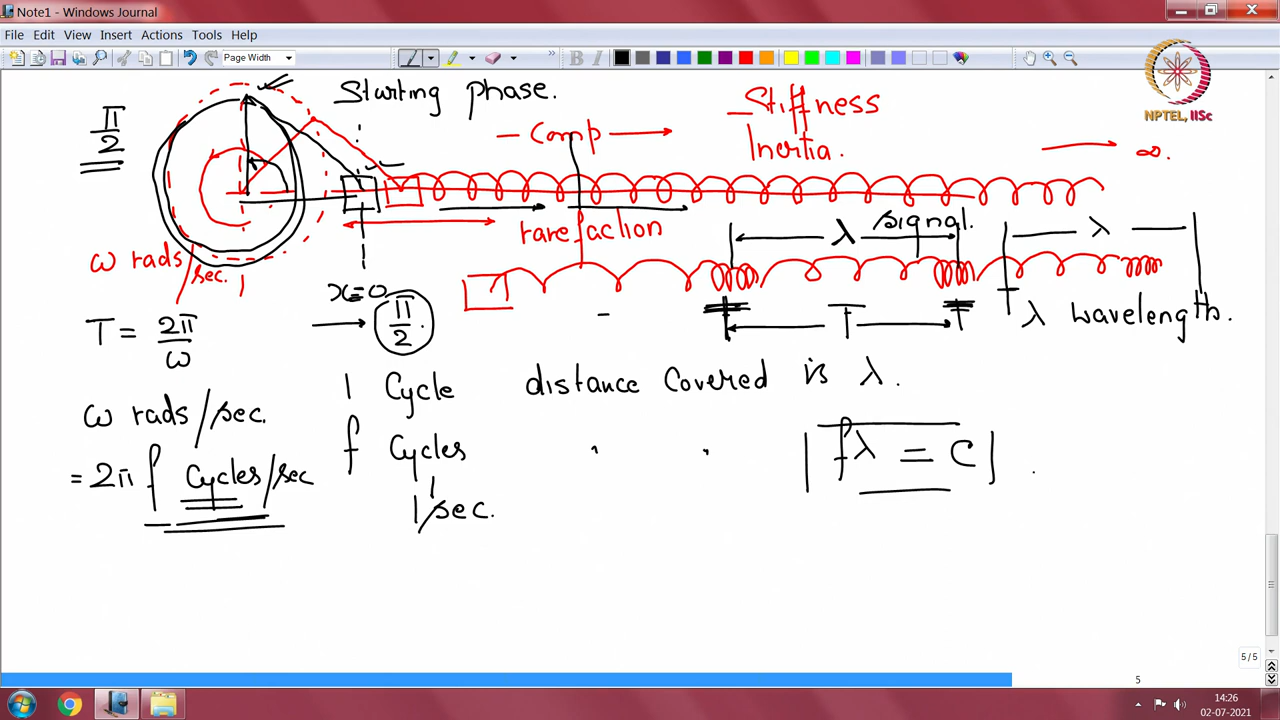 Note1 - Windows Journal
File Edit View Insert Actions Tools Help
Page Width
B I
NPTEL, IISc
Starting phase.
π/2
Stiffness
Comp
Inertia.
∞.
rarefaction
signal.
λ
λ
ω rads/sec.
x=0
T = 2π/ω
π/2.
T
T
T
λ wavelength.
1 Cycle distance Covered is λ.
ω rads/sec.
f Cycles " " fλ = C
= 2π f Cycles/sec
1/sec.
5/5
5
14:26
02-07-2021